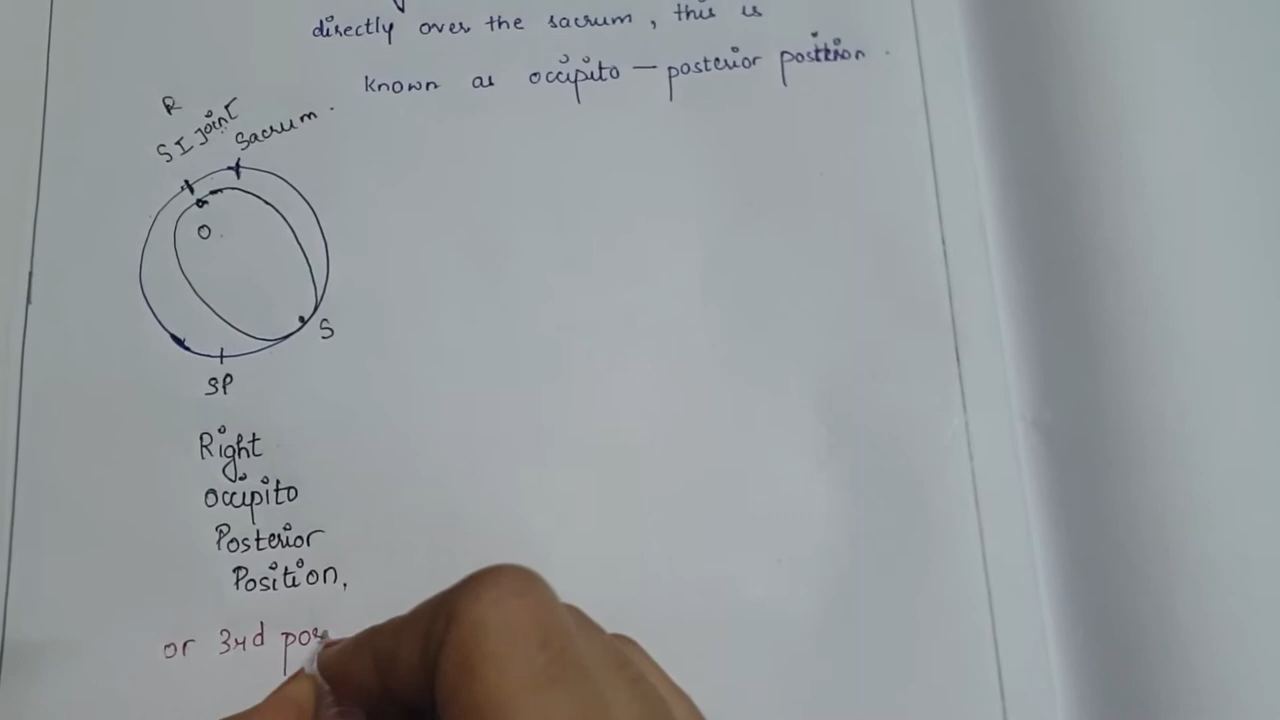 directly over the sacrum, this is
known as occipito - posterior position.
R
SI joint
Sacrum.
O
S
SP
Right
occipito
Posterior
Position,
or 3rd pos